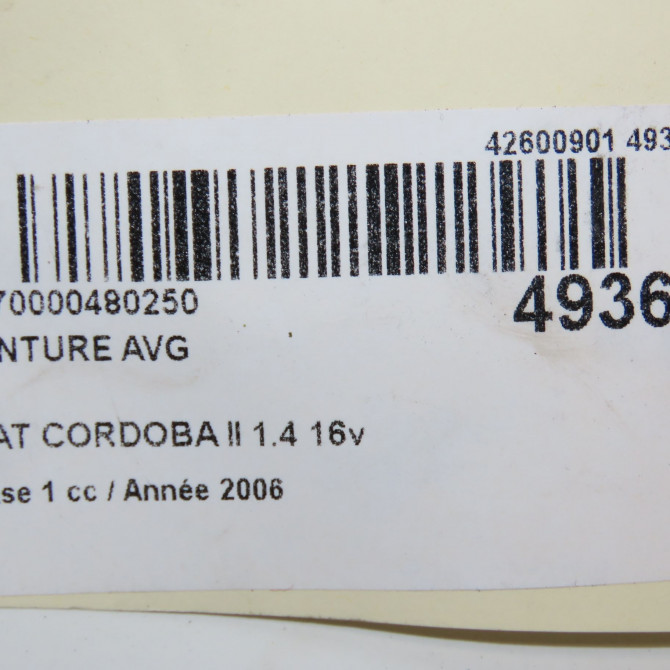 42600901 493
70000480250
4936
NTURE AVG
AT CORDOBA II 1.4 16v
se 1 cc / Année 2006